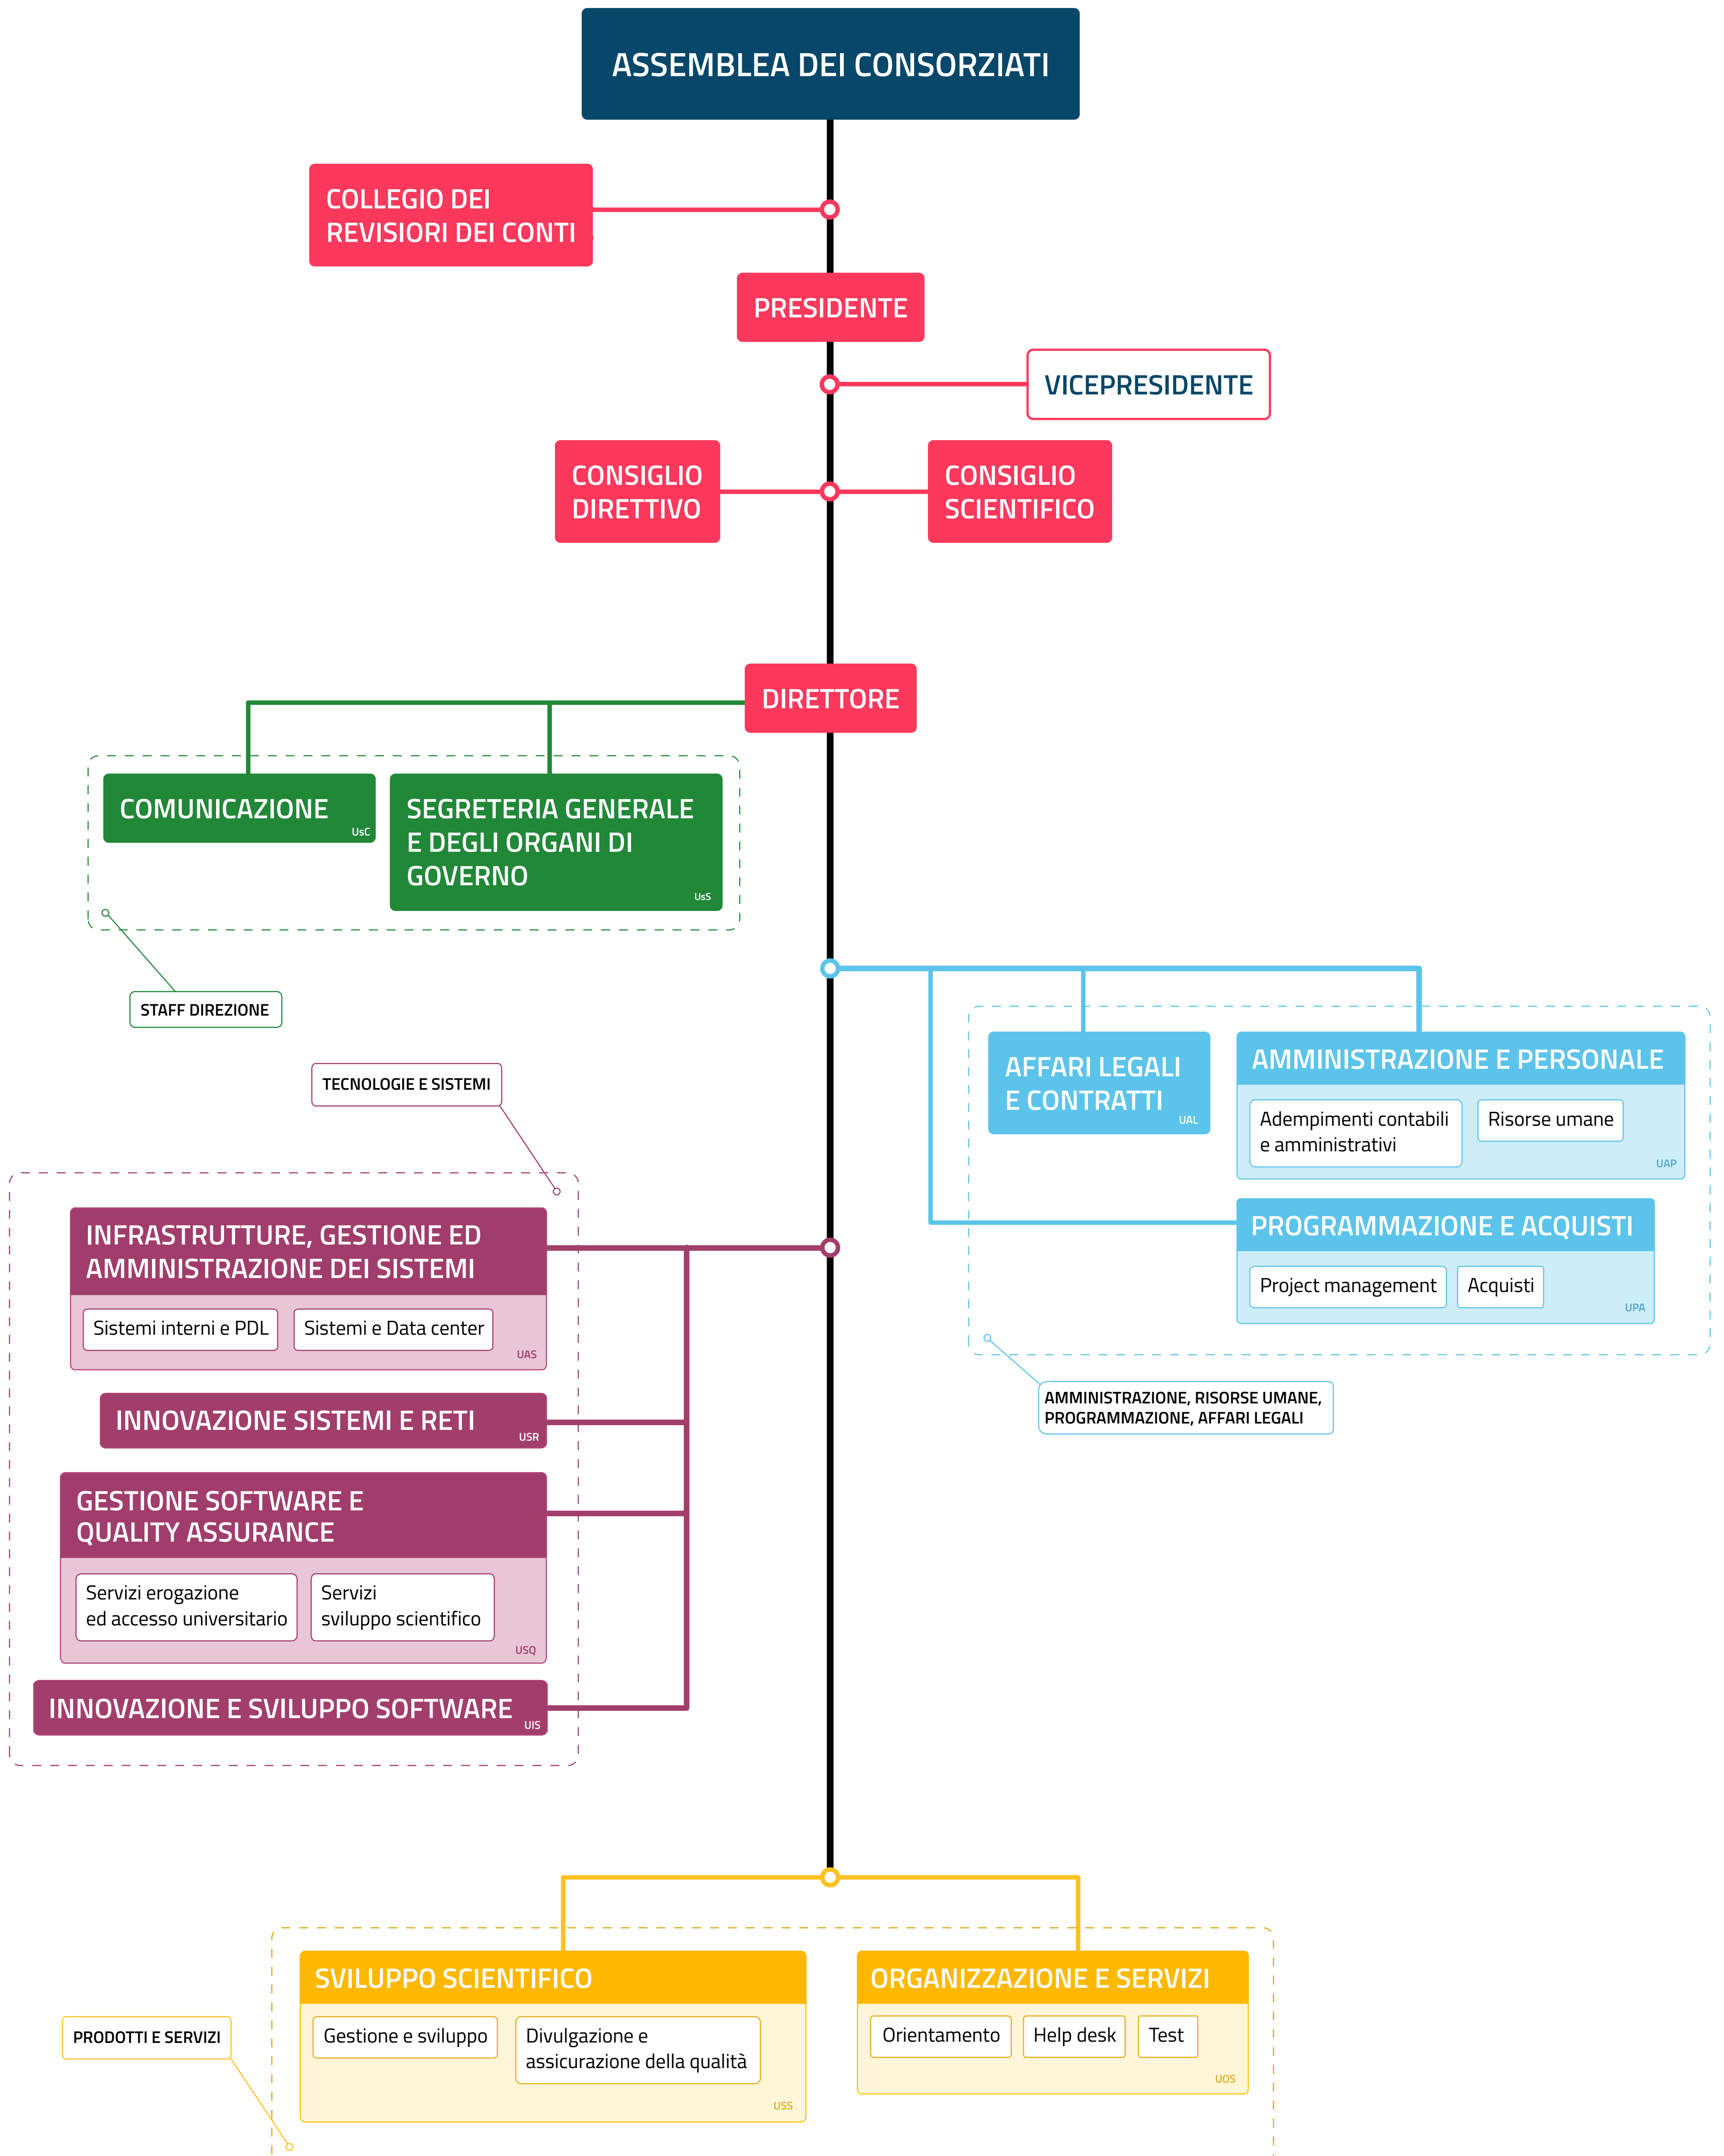 ASSEMBLEA DEI CONSORZIATI
COLLEGIO DEI
REVISIORI DEI CONTI
PRESIDENTE
VICEPRESIDENTE
CONSIGLIO
DIRETTIVO
CONSIGLIO
SCIENTIFICO
DIRETTORE
COMUNICAZIONE
UsC
SEGRETERIA GENERALE
E DEGLI ORGANI DI
GOVERNO
UsS
STAFF DIREZIONE
AFFARI LEGALI
E CONTRATTI
UAL
AMMINISTRAZIONE E PERSONALE
Adempimenti contabili
e amministrativi
Risorse umane
UAP
PROGRAMMAZIONE E ACQUISTI
Project management
Acquisti
UPA
AMMINISTRAZIONE, RISORSE UMANE,
PROGRAMMAZIONE, AFFARI LEGALI
TECNOLOGIE E SISTEMI
INFRASTRUTTURE, GESTIONE ED
AMMINISTRAZIONE DEI SISTEMI
Sistemi interni e PDL
Sistemi e Data center
UAS
INNOVAZIONE SISTEMI E RETI
USR
GESTIONE SOFTWARE E
QUALITY ASSURANCE
Servizi erogazione
ed accesso universitario
Servizi
sviluppo scientifico
USQ
INNOVAZIONE E SVILUPPO SOFTWARE
UIS
SVILUPPO SCIENTIFICO
Gestione e sviluppo
Divulgazione e
assicurazione della qualità
USS
ORGANIZZAZIONE E SERVIZI
Orientamento
Help desk
Test
UOS
PRODOTTI E SERVIZI